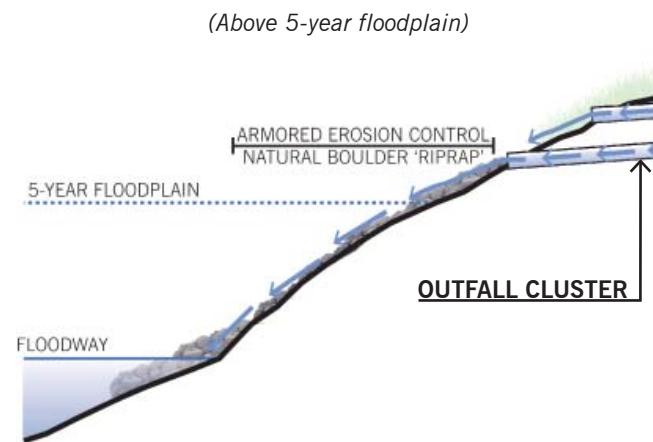 (Above 5-year floodplain)
ARMORED EROSION CONTROL
NATURAL BOULDER 'RIPRAP'
5-YEAR FLOODPLAIN
OUTFALL CLUSTER
FLOODWAY